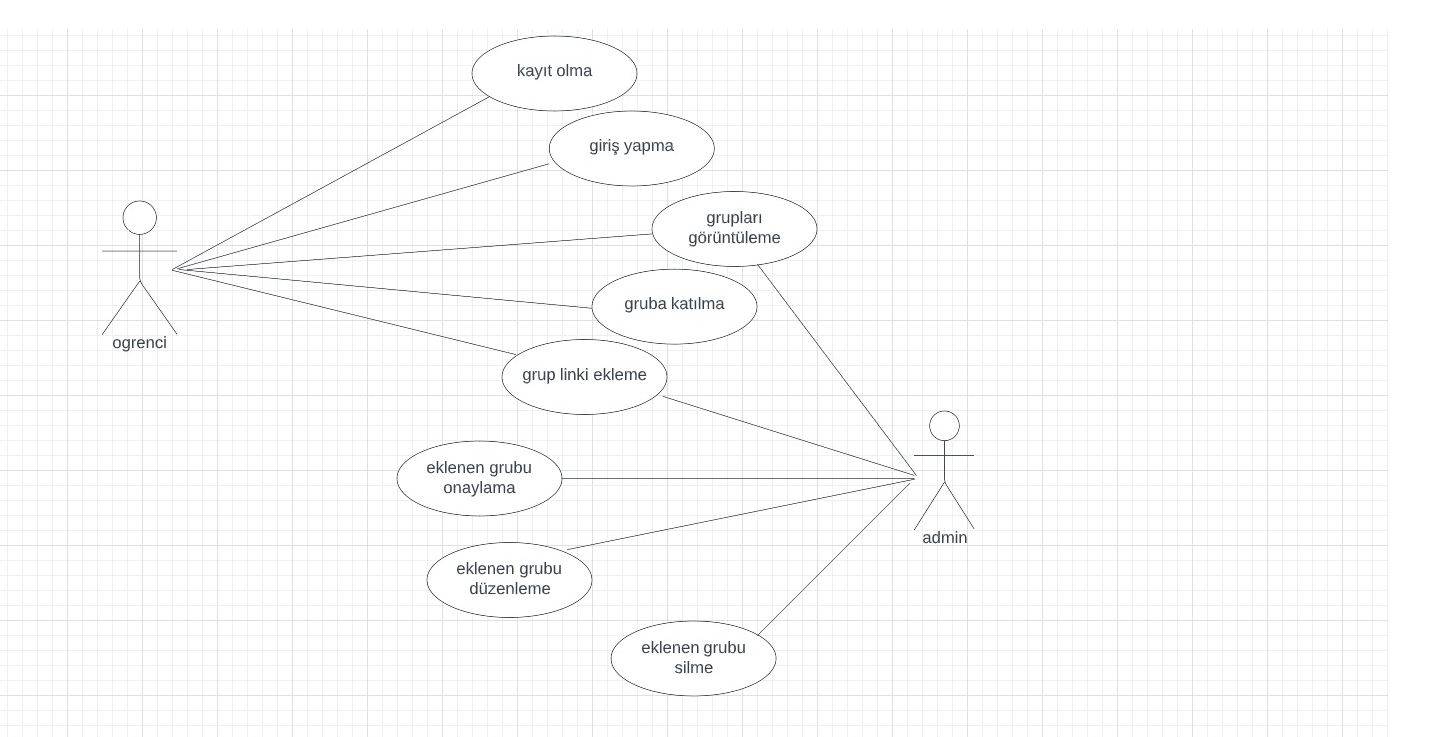 kayıt olma
giriş yapma
grupları
görüntüleme
gruba katılma
ogrenci
grup linki ekleme
eklenen grubu
onaylama
admin
eklenen grubu
düzenleme
eklenen grubu
silme